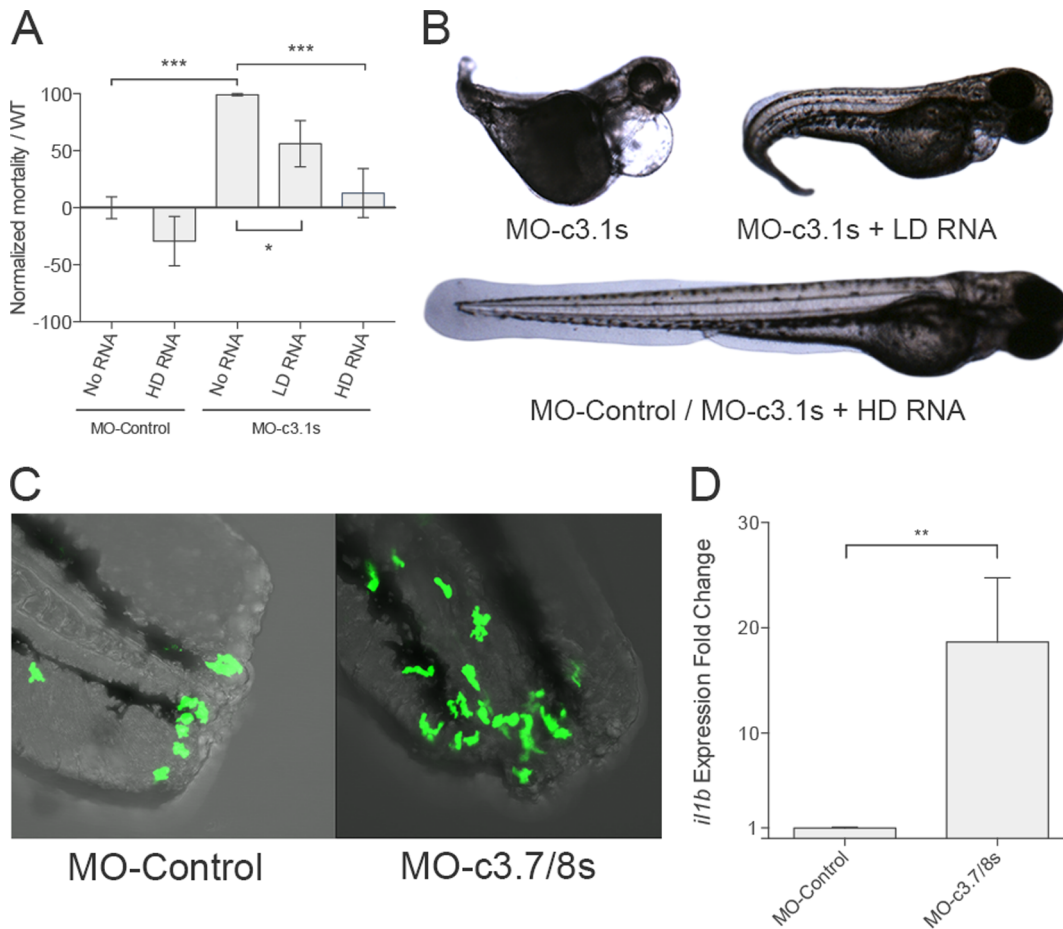 A
B
***
***
100
50
0
-50
-100
Normalized mortality / WT
*
No RNA
HD RNA
No RNA
LD RNA
HD RNA
MO-Control
MO-c3.1s
MO-c3.1s
MO-c3.1s + LD RNA
MO-Control / MO-c3.1s + HD RNA
C
MO-Control
MO-c3.7/8s
D
**
30
20
10
1
il1b Expression Fold Change
MO-Control
MO-c3.7/8s